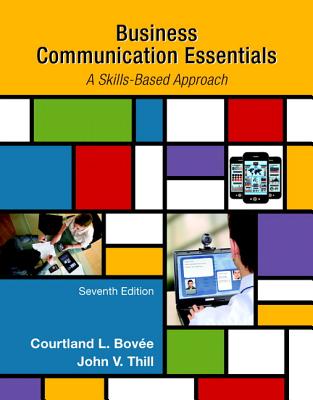 Business
Communication Essentials
A Skills-Based Approach
Seventh Edition
Courtland L. Bovée
John V. Thill